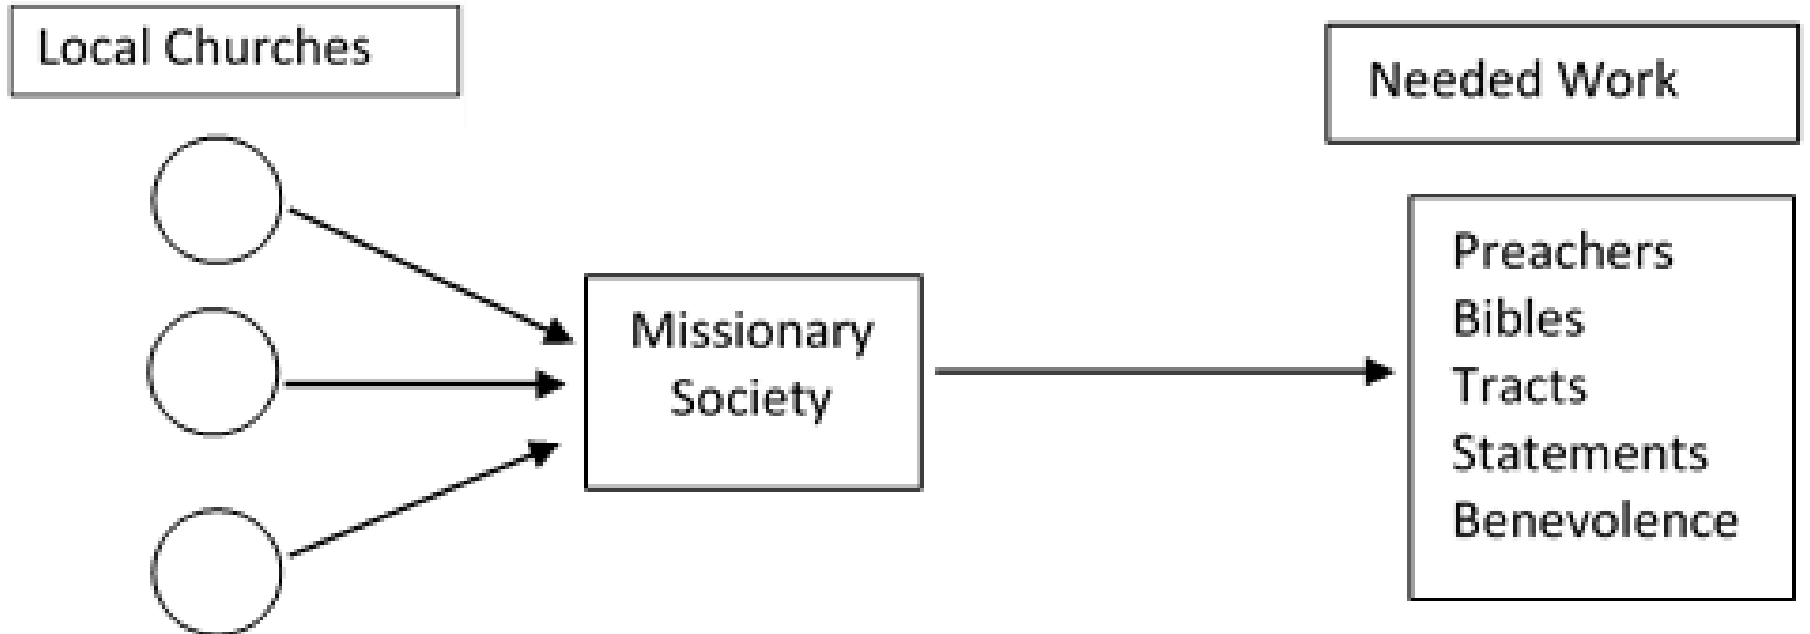 Local Churches
Needed Work
Missionary
Society
Preachers
Bibles
Tracts
Statements
Benevolence